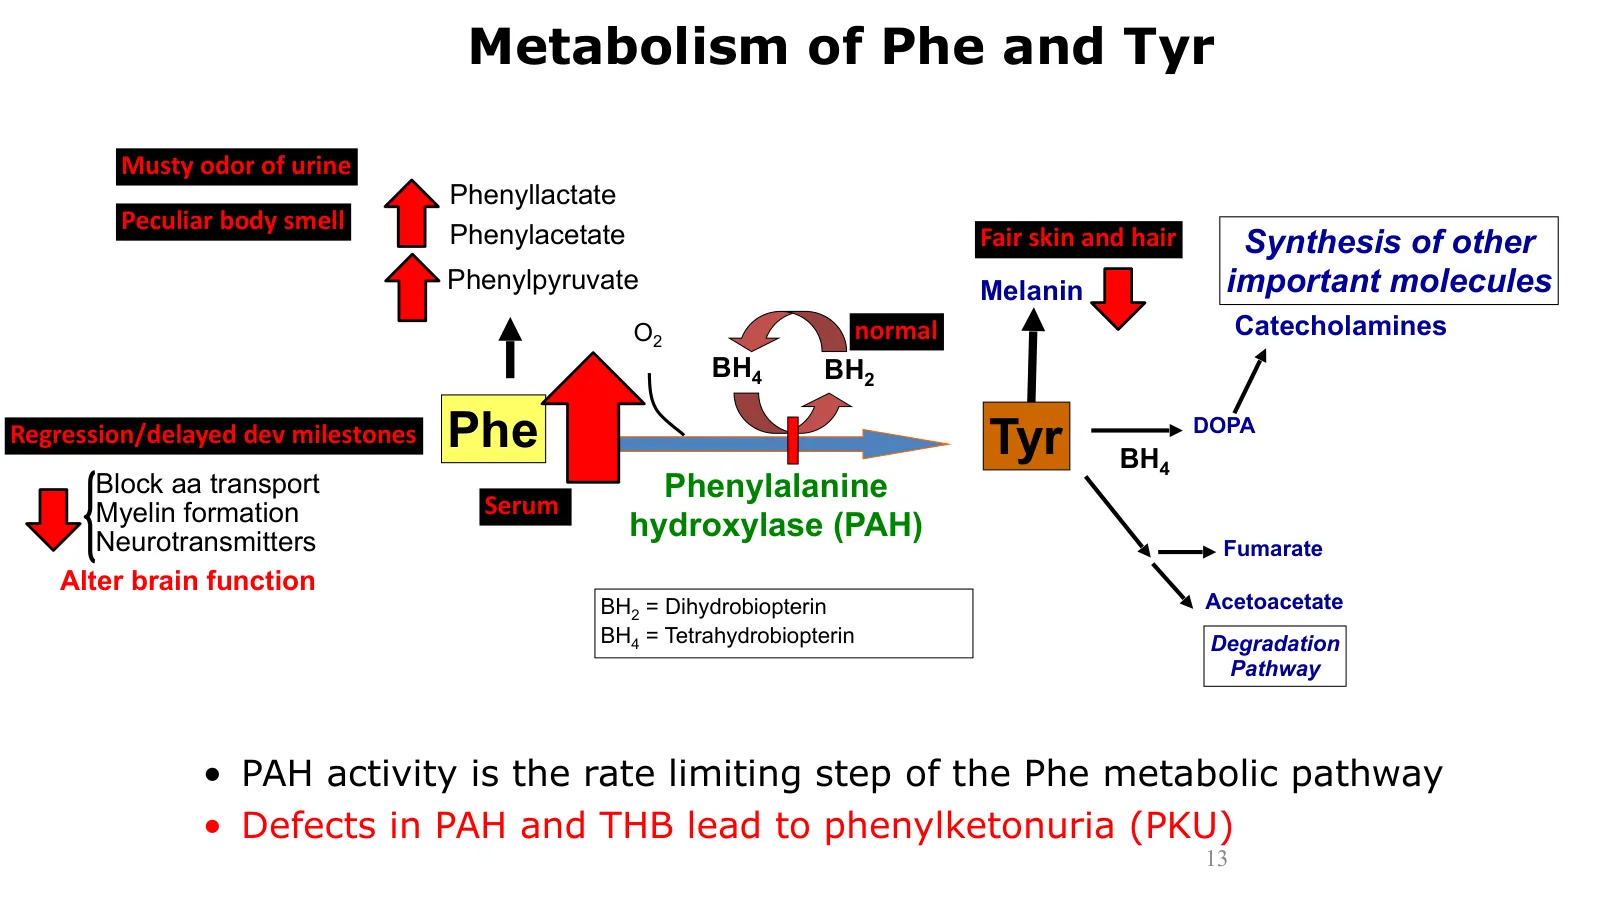 Metabolism of Phe and Tyr
Musty odor of urine
Peculiar body smell
Phenyllactate
Phenylacetate
Phenylpyruvate
Fair skin and hair
Melanin
Synthesis of other
important molecules
Catecholamines
O2
normal
BH4
BH2
Regression/delayed dev milestones
Phe
Tyr
DOPA
BH4
Block aa transport
Myelin formation
Neurotransmitters
Alter brain function
Serum
Phenylalanine
hydroxylase (PAH)
Fumarate
Acetoacetate
Degradation
Pathway
BH2 = Dihydrobiopterin
BH4 = Tetrahydrobiopterin
• PAH activity is the rate limiting step of the Phe metabolic pathway
• Defects in PAH and THB lead to phenylketonuria (PKU)
13